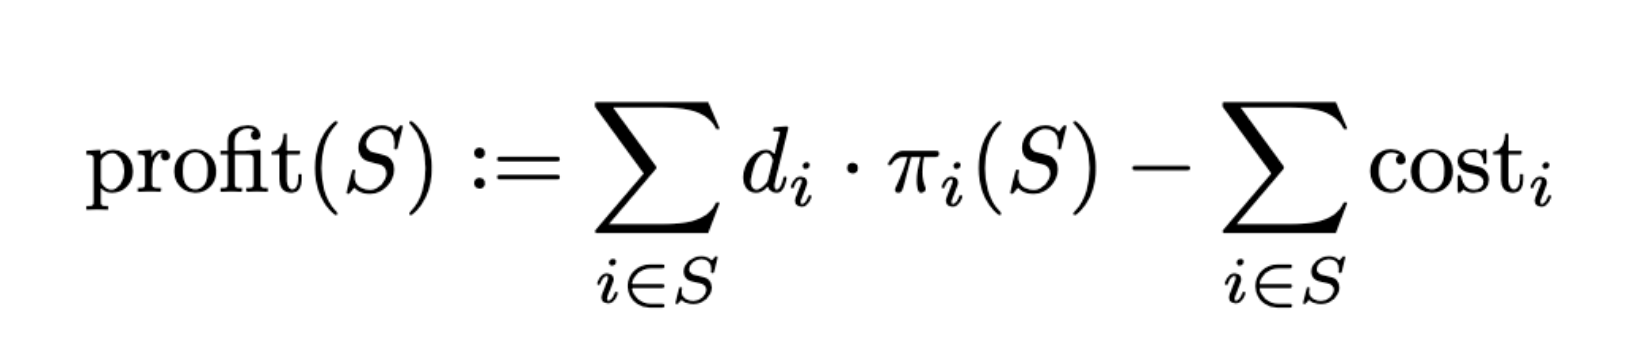 profit(S) := ∑_{i∈S} d_i · π_i(S) − ∑_{i∈S} cost_i